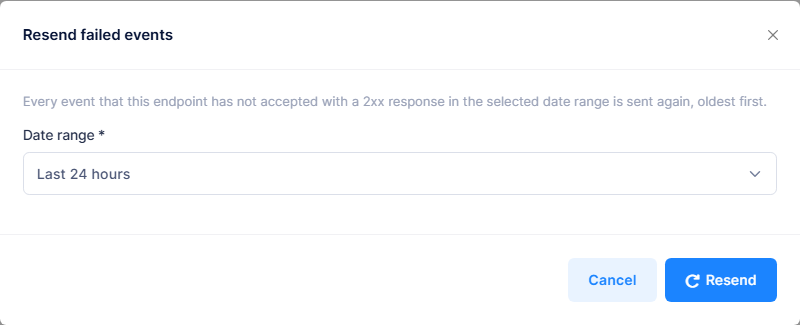 Resend failed events
Every event that this endpoint has not accepted with a 2xx response in the selected date range is sent again, oldest first.
Date range *
Last 24 hours
Cancel
Resend